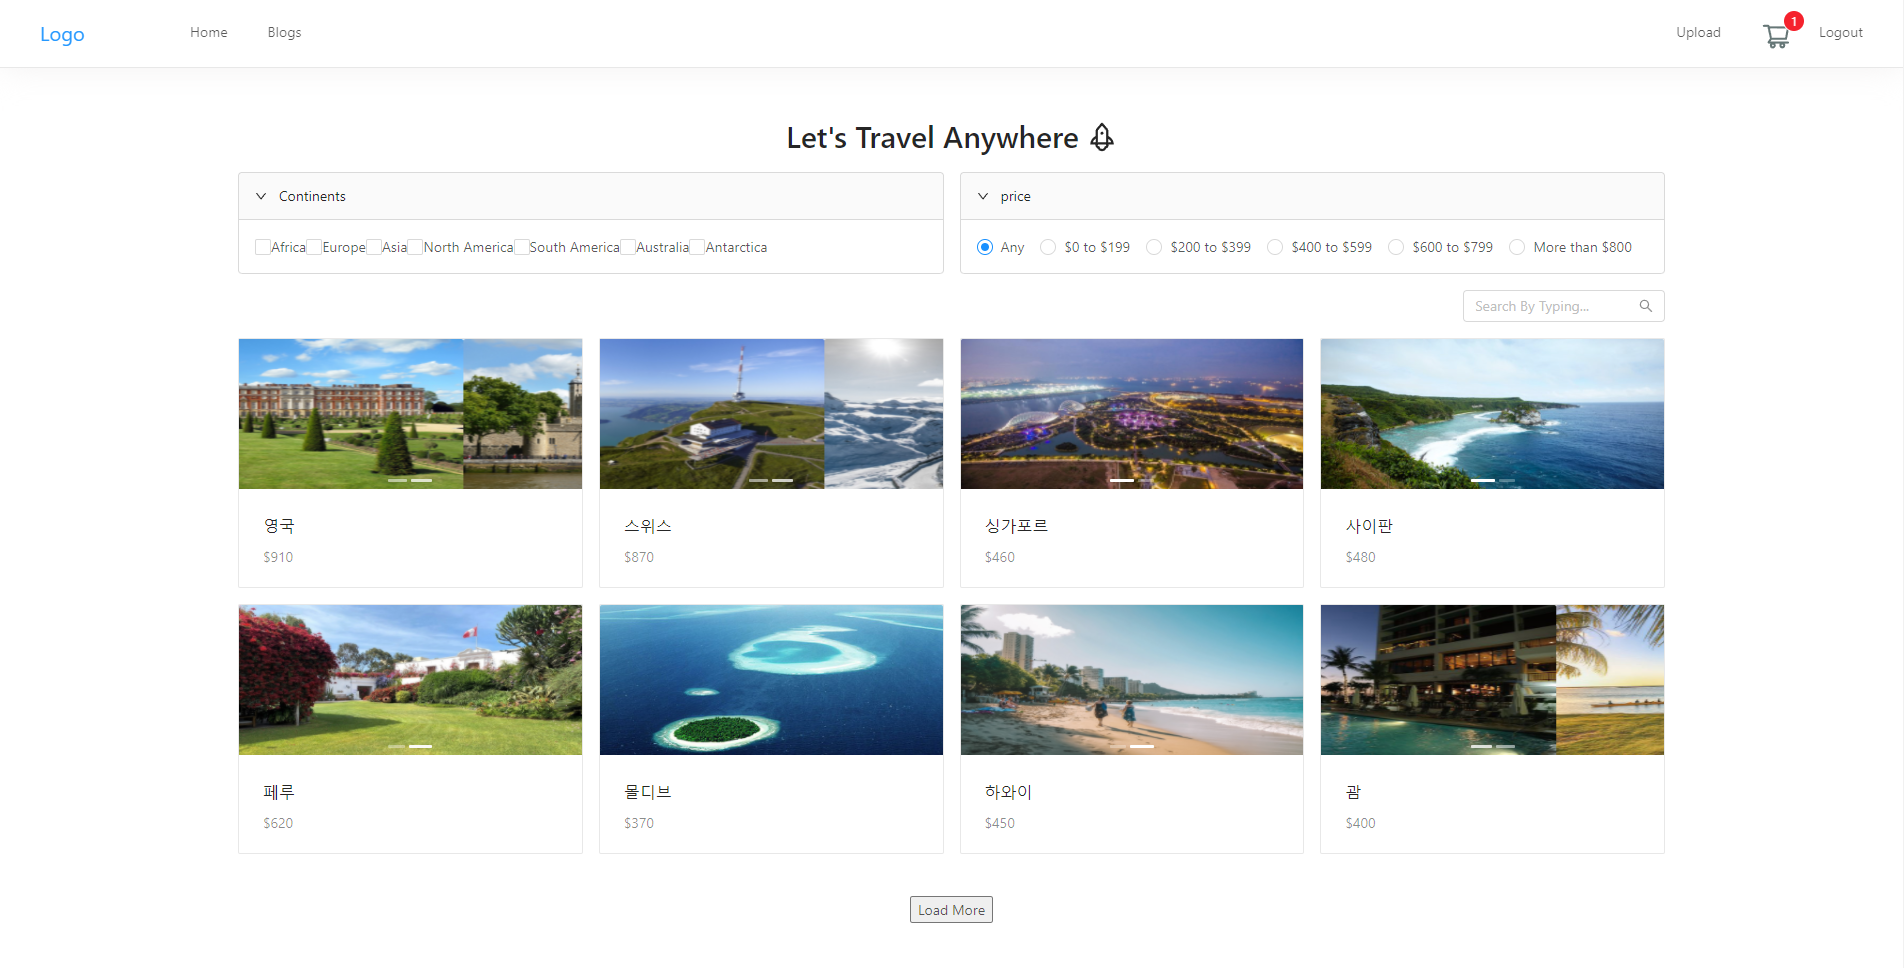 Logo Home Blogs Upload 1 Logout
Let's Travel Anywhere
Continents
Africa Europe Asia North America South America Australia Antarctica
price
Any $0 to $199 $200 to $399 $400 to $599 $600 to $799 More than $800
Search By Typing...
영국
$910
스위스
$870
싱가포르
$460
사이판
$480
페루
$620
몰디브
$370
하와이
$450
괌
$400
Load More